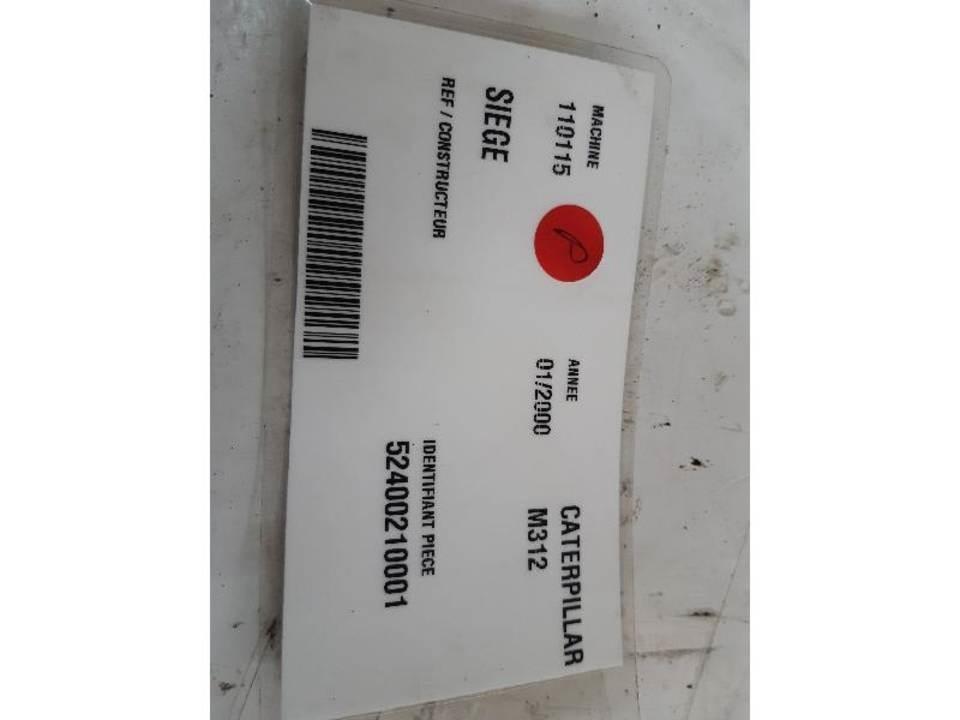 MACHINE
110115
ANNEE
01/2000
CATERPILLAR
M312
SIEGE
REF / CONSTRUCTEUR
IDENTIFIANT PIECE
52400210001
P